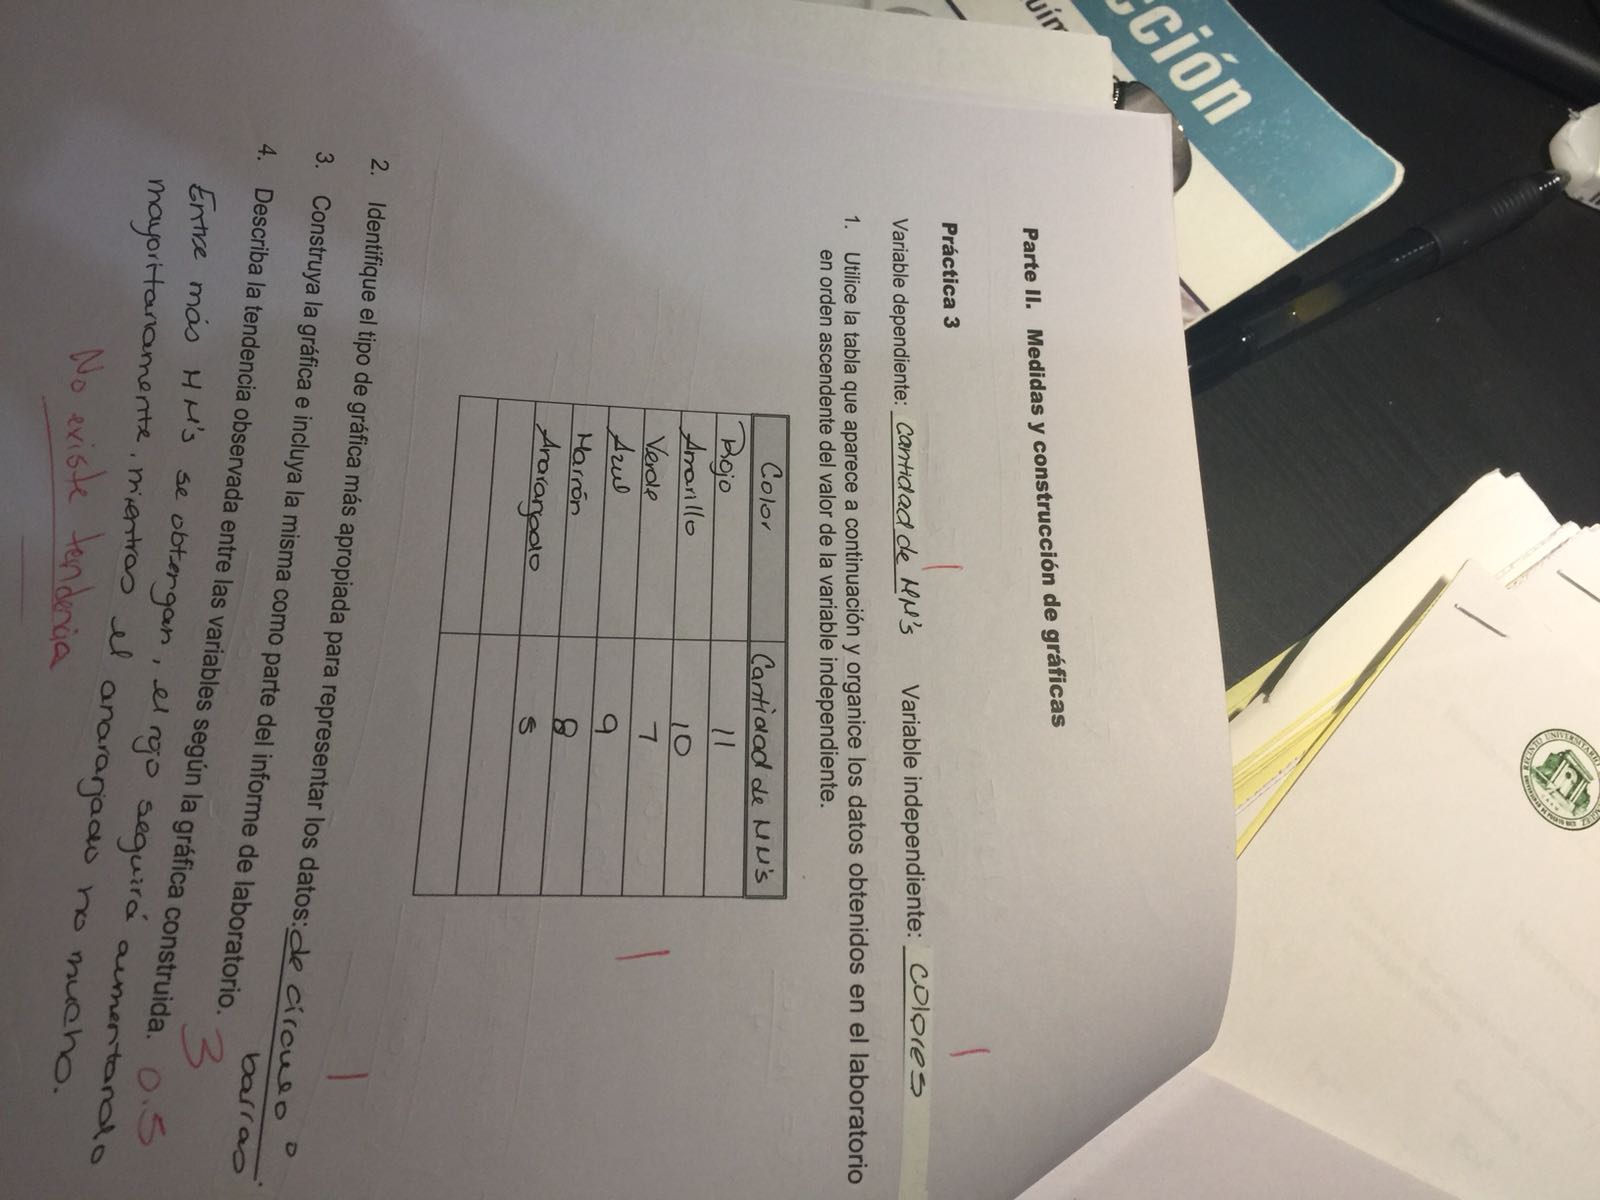 Parte II. Medidas y construcción de gráficas
Práctica 3
Variable dependiente: Cantidad de MM's Variable independiente: Colores
1 1
1. Utilice la tabla que aparece a continuación y organice los datos obtenidos en el laboratorio
en orden ascendente del valor de la variable independiente.
Color Cantidad de MM's
Rojo 11
Amarillo 10
Verde 7
Azul 9
Marrón 8
Anaranjado 5
1
2. Identifique el tipo de gráfica más apropiada para representar los datos: de círculo o
barras.
1
3. Construya la gráfica e incluya la misma como parte del informe de laboratorio. 3
4. Describa la tendencia observada entre las variables según la gráfica construida. 0.5
Entre más MM's se obtengan, el rojo seguirá aumentando
mayoritariamente, mientras el anaranjado no mucho.
No existe tendencia
cción
RECINTO UNIVERSITARIO